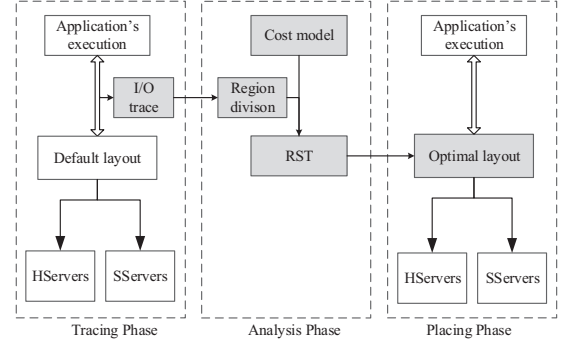 Application's
execution
I/O
trace
Default layout
HServers
SServers
Tracing Phase
Cost model
Region
divison
RST
Analysis Phase
Application's
execution
Optimal layout
HServers
SServers
Placing Phase